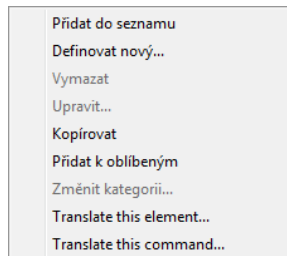 Přidat do seznamu
Definovat nový...
Vymazat
Upravit...
Kopírovat
Přidat k oblíbeným
Změnit kategorii...
Translate this element...
Translate this command...